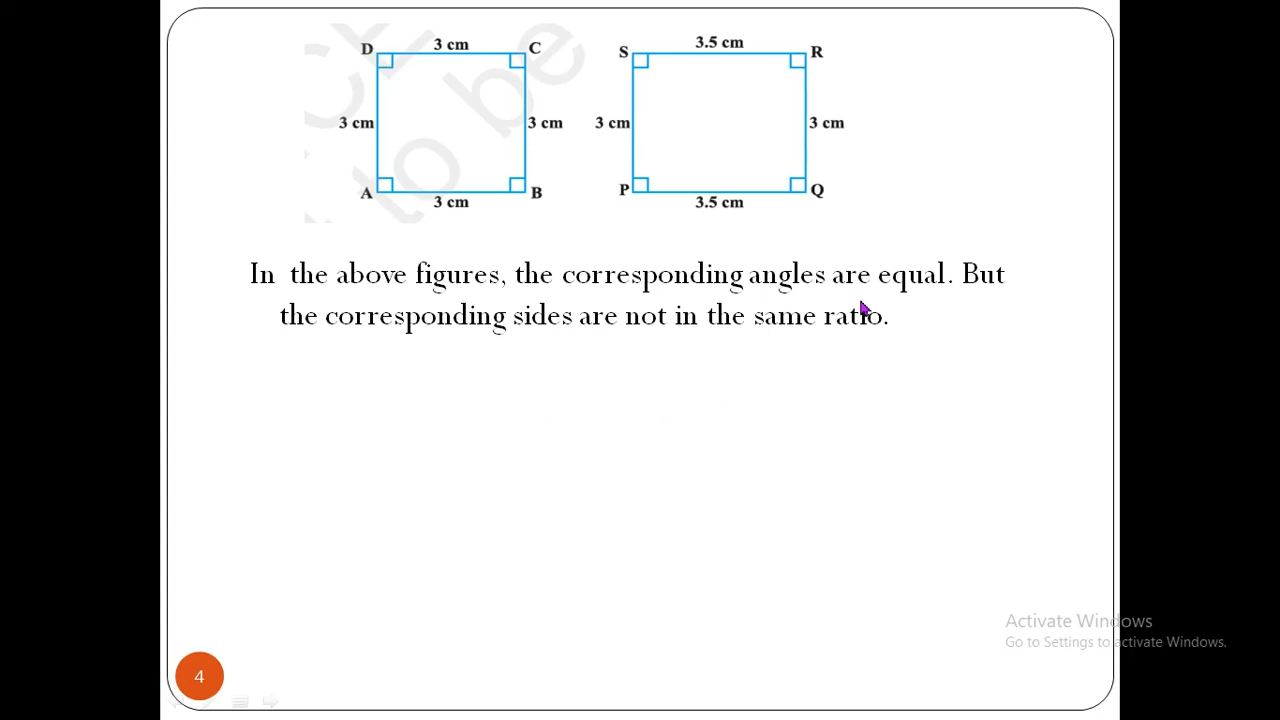 D 3 cm C S 3.5 cm R
3 cm 3 cm 3 cm 3 cm
A 3 cm B P 3.5 cm Q
to be
In the above figures, the corresponding angles are equal. But
the corresponding sides are not in the same ratio.
Activate Windows
Go to Settings to activate Windows.
4